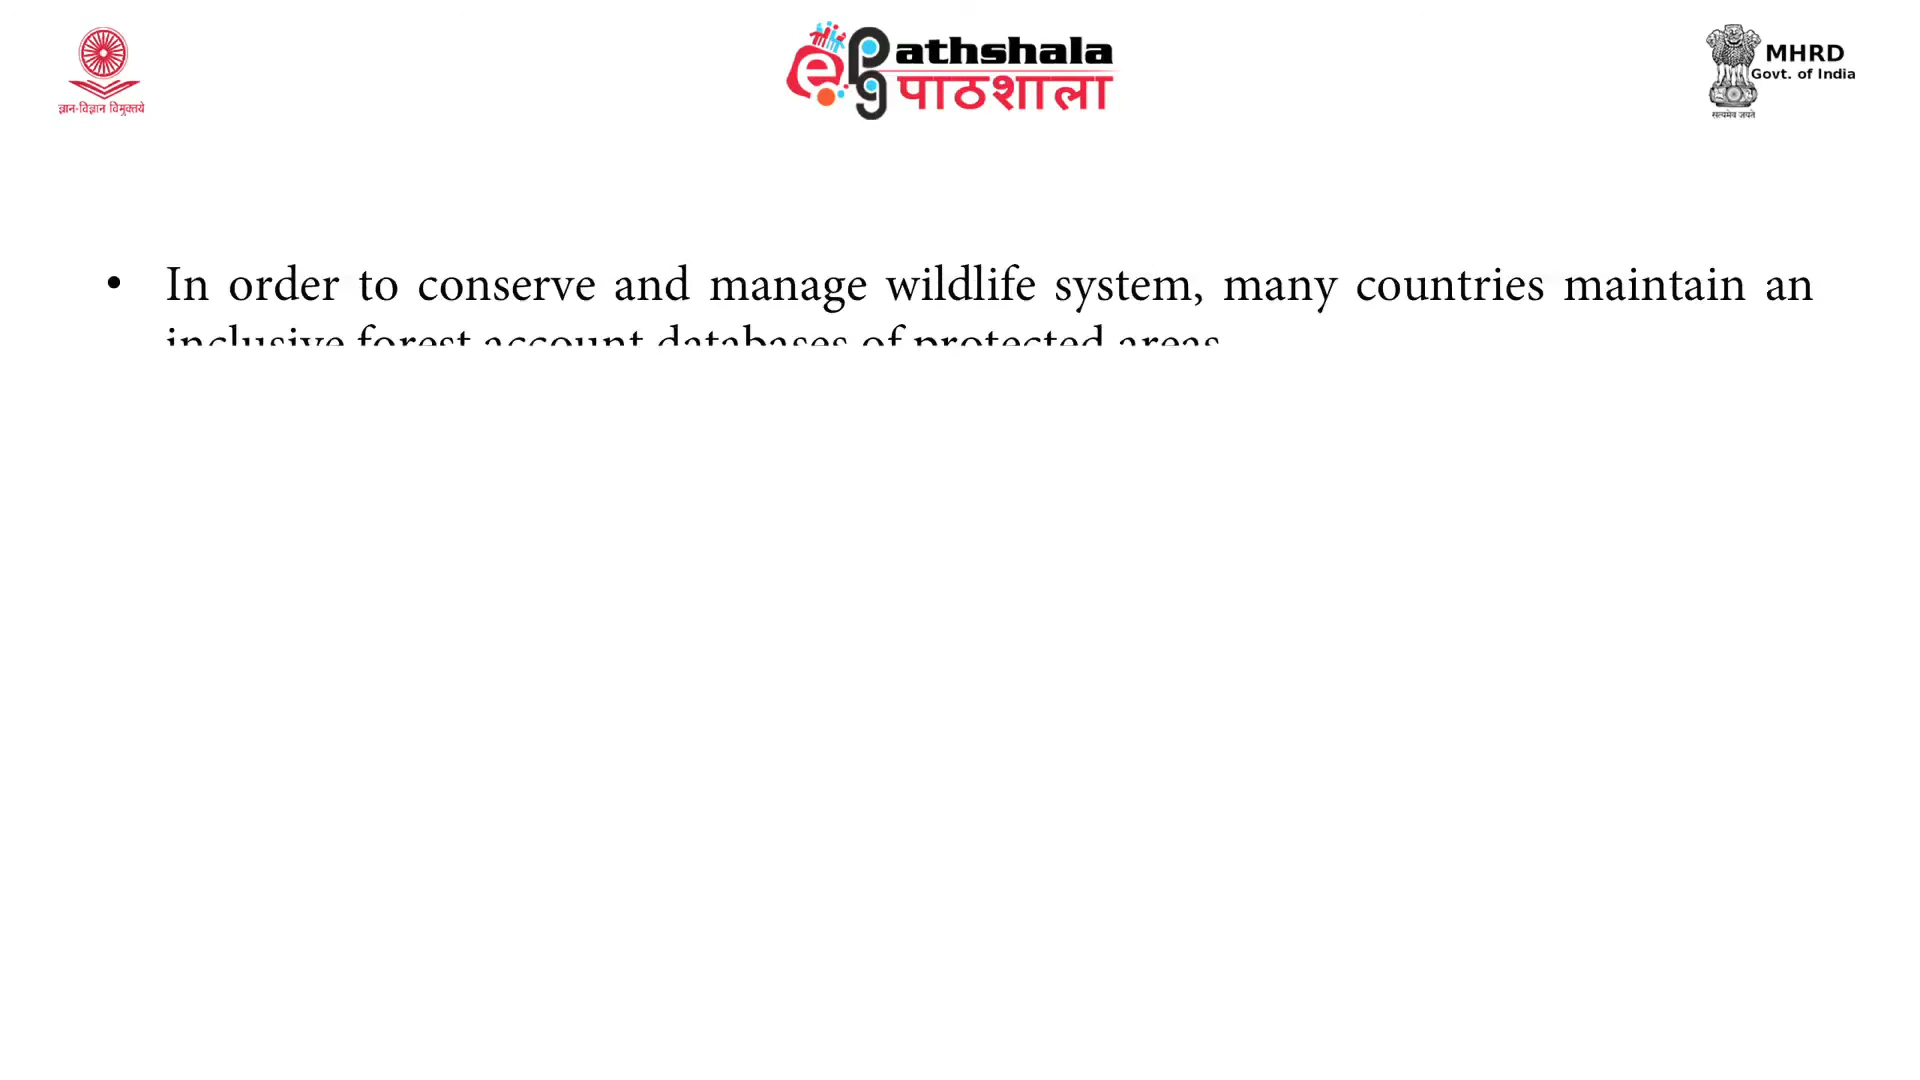 ज्ञान-विज्ञान विमुक्तये
ePG athshala
पाठशाला
MHRD
Govt. of India
सत्यमेव जयते
• In order to conserve and manage wildlife system, many countries maintain an
inclusive forest account databases of protected areas